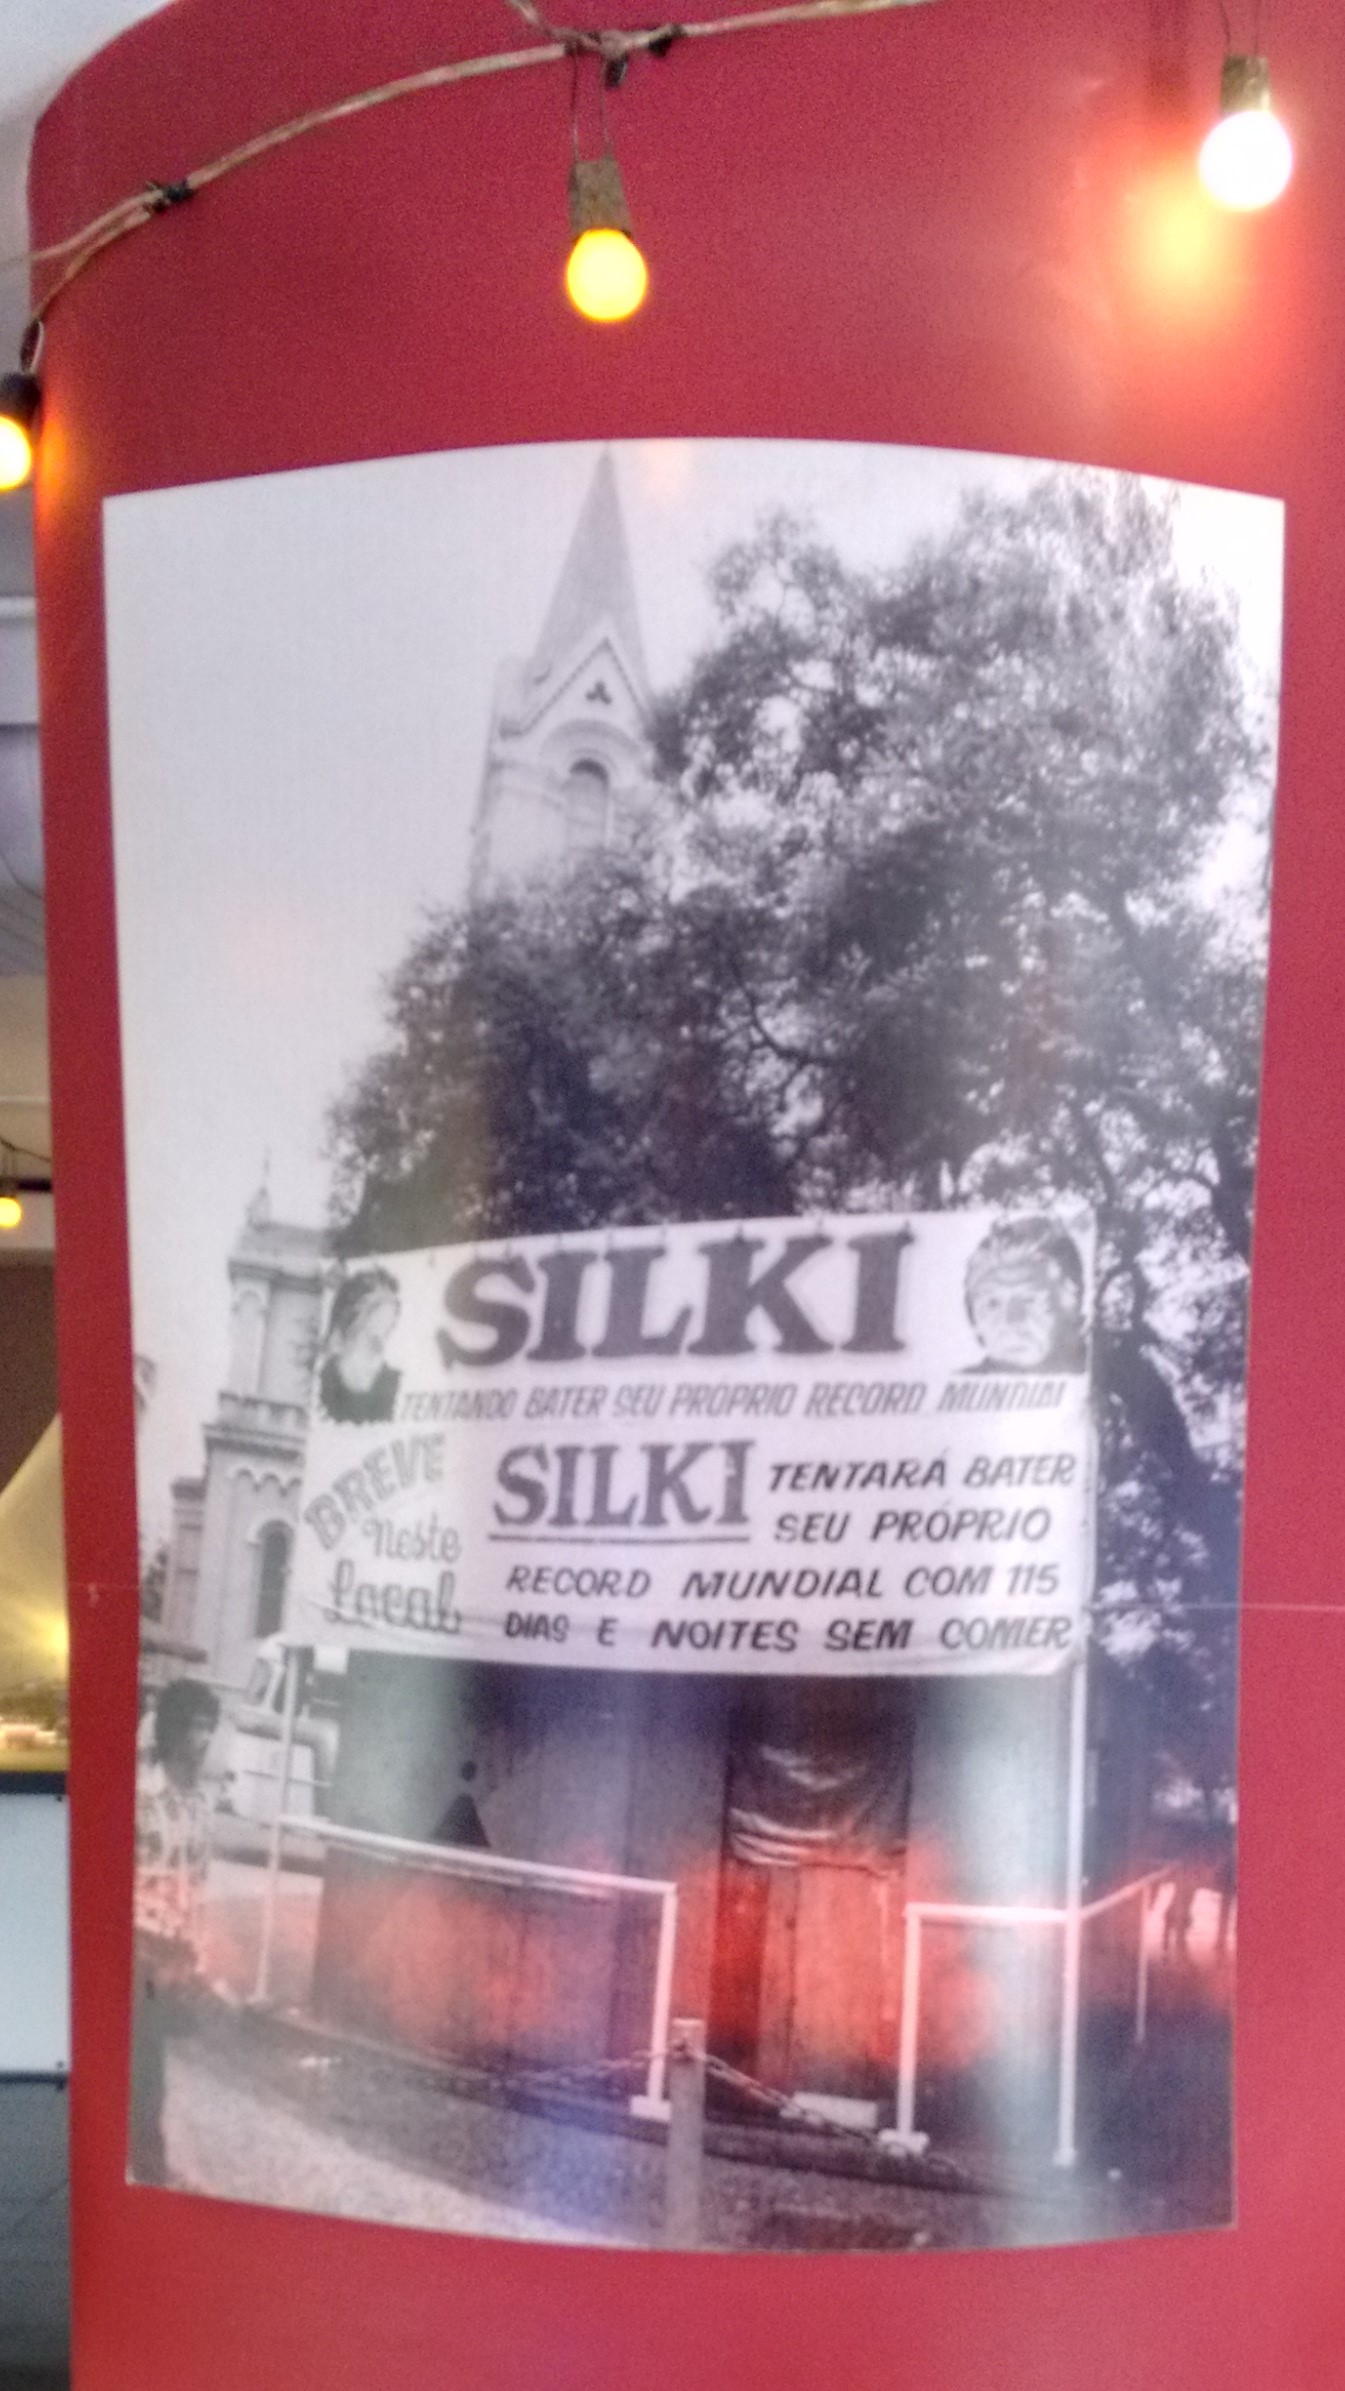 SILKI
TENTANDO BATER SEU PROPRIO RECORD MUNDIAL
BREVE
Neste
Local
SILKI TENTARÁ BATER
SEU PRÓPRIO
RECORD MUNDIAL COM 115
DIAS E NOITES SEM COMER